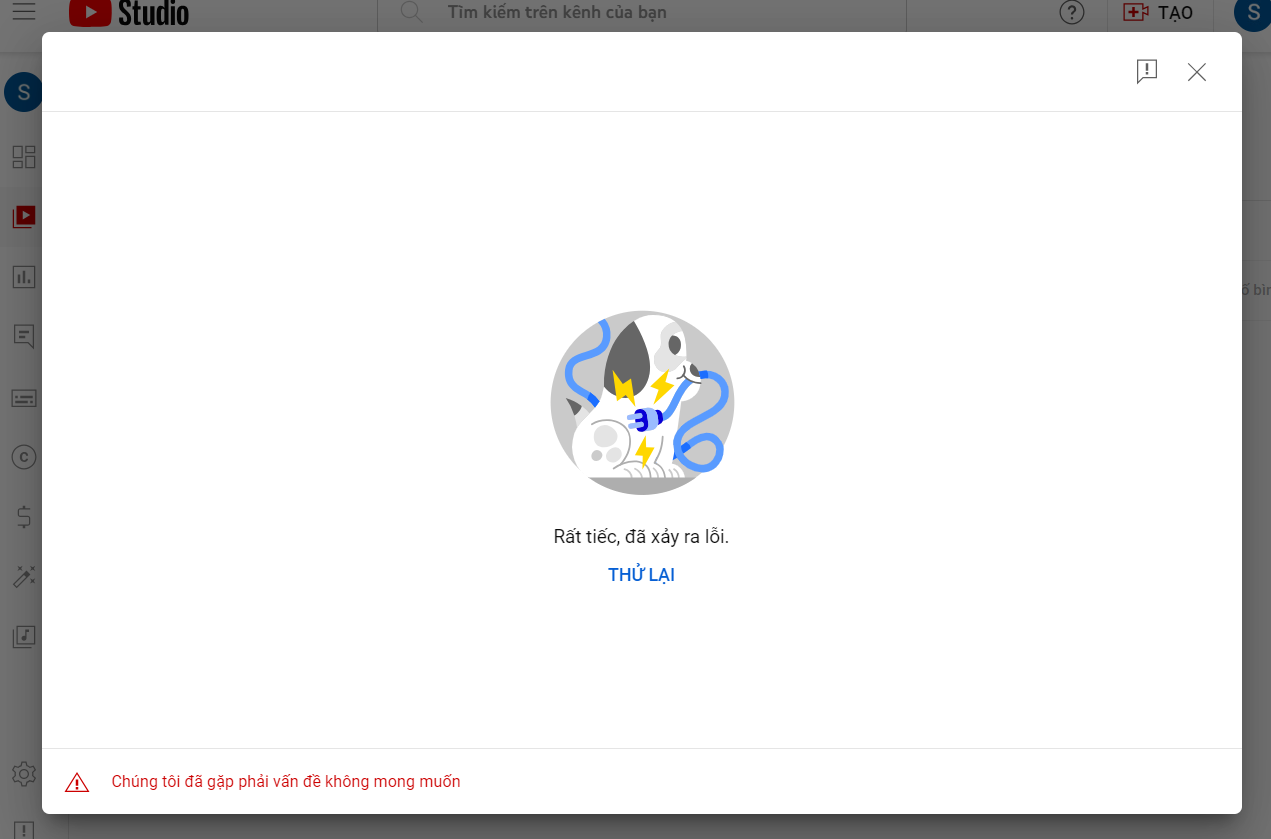 Studio
Tìm kiếm trên kênh của bạn
?
TẠO
S
S
C
Rất tiếc, đã xảy ra lỗi.
THỬ LẠI
Chúng tôi đã gặp phải vấn đề không mong muốn